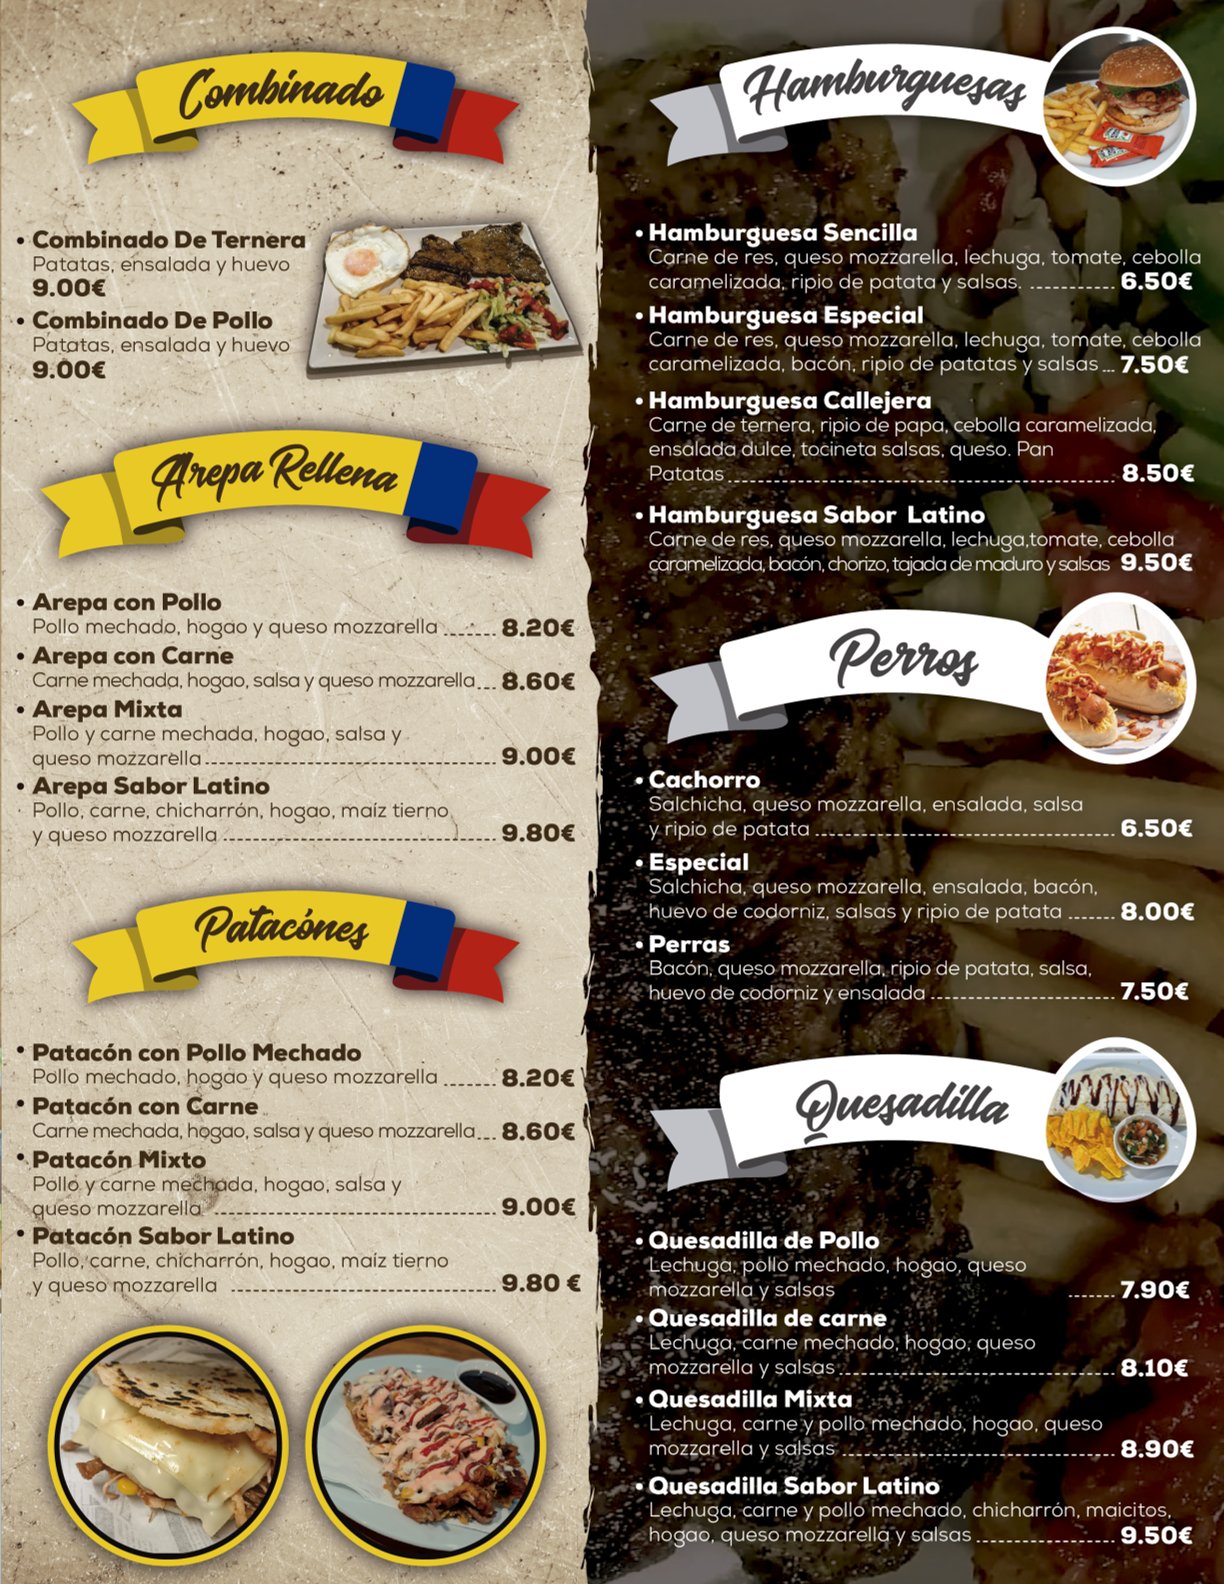 Combinado
• Combinado De Ternera
Patatas, ensalada y huevo
9.00€
• Combinado De Pollo
Patatas, ensalada y huevo
9.00€
Arepa Rellena
• Arepa con Pollo
Pollo mechado, hogao y queso mozzarella ....... 8.20€
• Arepa con Carne
Carne mechada, hogao, salsa y queso mozzarella... 8.60€
• Arepa Mixta
Pollo y carne mechada, hogao, salsa y
queso mozzarella ........ 9.00€
• Arepa Sabor Latino
Pollo, carne, chicharrón, hogao, maíz tierno
y queso mozzarella ........ 9.80€
Patacónes
• Patacón con Pollo Mechado
Pollo mechado, hogao y queso mozzarella ....... 8.20€
• Patacón con Carne
Carne mechada, hogao, salsa y queso mozzarella... 8.60€
• Patacón Mixto
Pollo y carne mechada, hogao, salsa y
queso mozzarella ........ 9.00€
• Patacón Sabor Latino
Pollo, carne, chicharrón, hogao, maíz tierno
y queso mozzarella ........ 9.80 €
Hamburguesas
• Hamburguesa Sencilla
Carne de res, queso mozzarella, lechuga, tomate, cebolla
caramelizada, ripio de patata y salsas. ........... 6.50€
• Hamburguesa Especial
Carne de res, queso mozzarella, lechuga, tomate, cebolla
caramelizada, bacón, ripio de patatas y salsas ... 7.50€
• Hamburguesa Callejera
Carne de ternera, ripio de papa, cebolla caramelizada,
ensalada dulce, tocineta salsas, queso. Pan
Patatas ........ 8.50€
• Hamburguesa Sabor Latino
Carne de res, queso mozzarella, lechuga,tomate, cebolla
caramelizada, bacón, chorizo, tajada de maduro y salsas 9.50€
Perros
• Cachorro
Salchicha, queso mozzarella, ensalada, salsa
y ripio de patata ........ 6.50€
• Especial
Salchicha, queso mozzarella, ensalada, bacón,
huevo de codorniz, salsas y ripio de patata ....... 8.00€
• Perras
Bacón, queso mozzarella, ripio de patata, salsa,
huevo de codorniz y ensalada ........ 7.50€
Quesadilla
• Quesadilla de Pollo
Lechuga, pollo mechado, hogao, queso
mozzarella y salsas ....... 7.90€
• Quesadilla de carne
Lechuga, carne mechado, hogao, queso
mozzarella y salsas ........ 8.10€
• Quesadilla Mixta
Lechuga, carne y pollo mechado, hogao, queso
mozzarella y salsas ........ 8.90€
• Quesadilla Sabor Latino
Lechuga, carne y pollo mechado, chicharrón, maicitos,
hogao, queso mozzarella y salsas ........ 9.50€